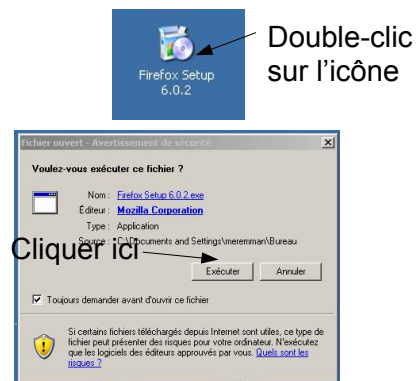 Double-clic
sur l'icône
Firefox Setup
6.0.2
Fichier ouvert - Avertissement de sécurité
Voulez-vous exécuter ce fichier ?
Nom : Firefox Setup 6.0.2.exe
Éditeur : Mozilla Corporation
Type : Application
Source : C:\Documents and Settings\meremman\Bureau
Cliquer ici
Exécuter Annuler
Toujours demander avant d'ouvrir ce fichier
Si certains fichiers téléchargés depuis Internet sont utiles, ce type de
fichier peut présenter des risques pour votre ordinateur. N'exécutez
que les logiciels des éditeurs approuvés par vous. Quels sont les
risques ?